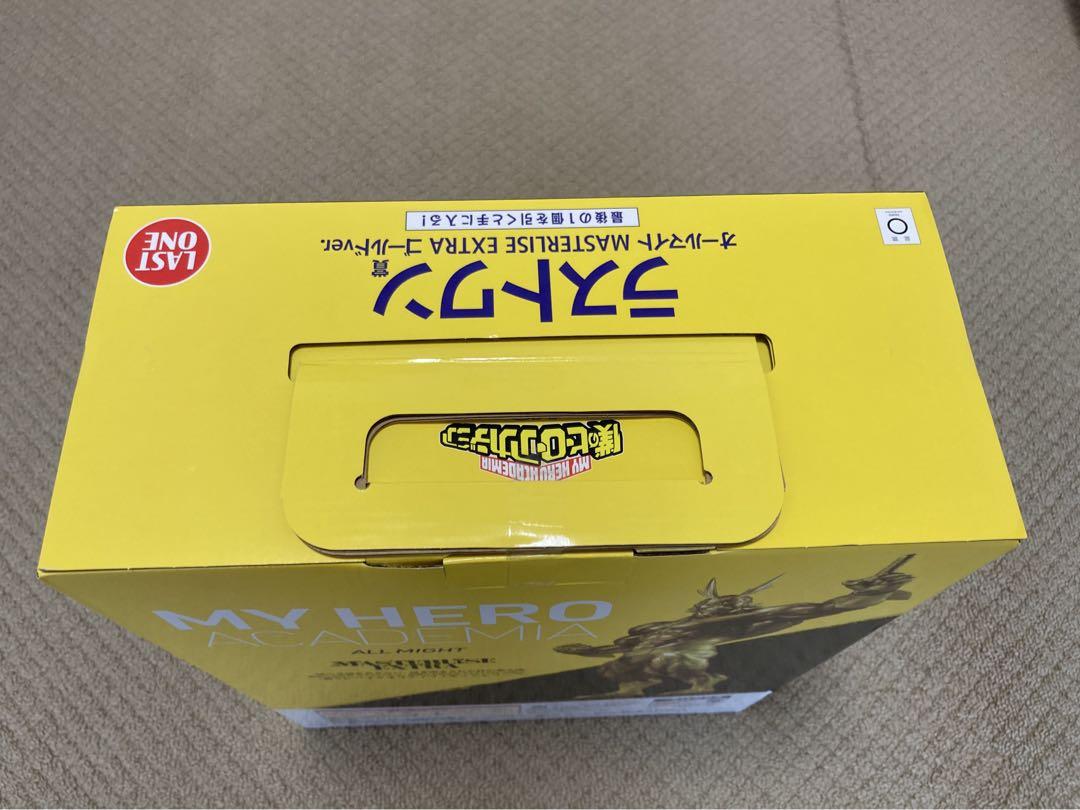 最後の1個を引くと手に入る!
オールマイト MASTERLISE EXTRA ゴールドver.
ラストワン賞
LAST
ONE
僕のヒーローアカデミア
MY HERO ACADEMIA
MY HERO
ACADEMIA
ALL MIGHT
MASTERLISE
EXTRA